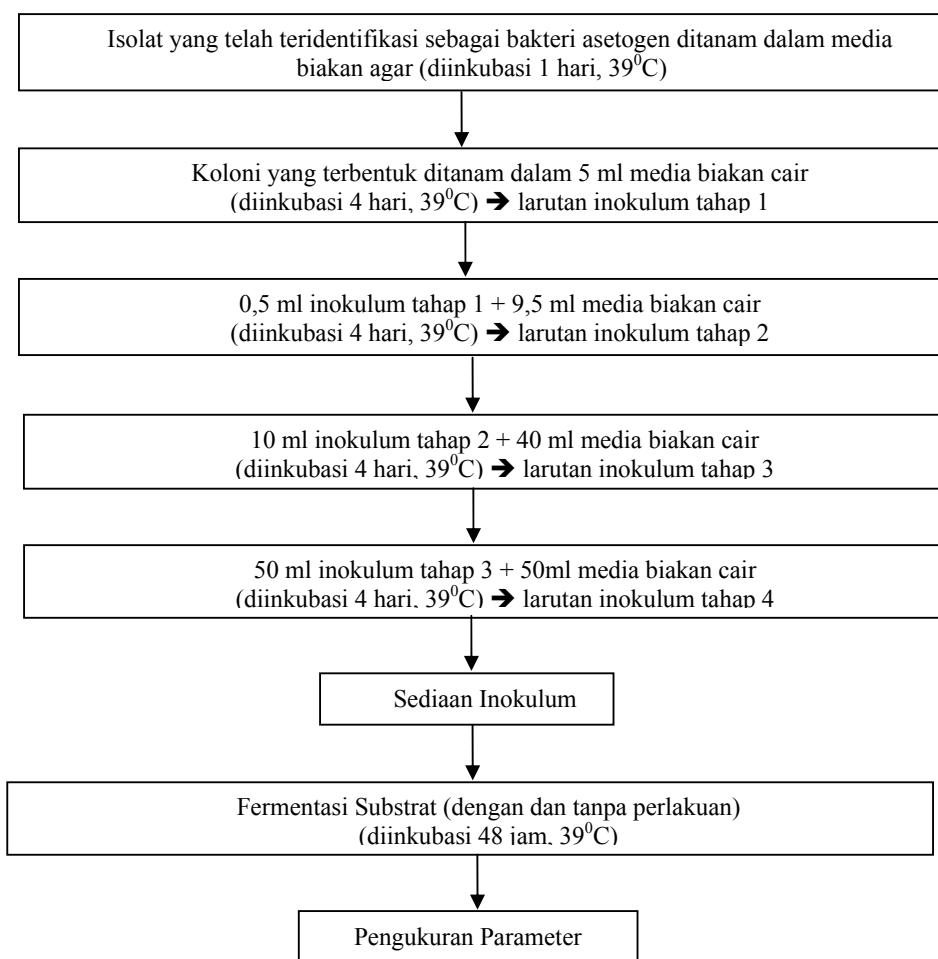 Isolat yang telah teridentifikasi sebagai bakteri asetogen ditanam dalam media
biakan agar (diinkubasi 1 hari, 39⁰C)
Koloni yang terbentuk ditanam dalam 5 ml media biakan cair
(diinkubasi 4 hari, 39⁰C) ➔ larutan inokulum tahap 1
0,5 ml inokulum tahap 1 + 9,5 ml media biakan cair
(diinkubasi 4 hari, 39⁰C) ➔ larutan inokulum tahap 2
10 ml inokulum tahap 2 + 40 ml media biakan cair
(diinkubasi 4 hari, 39⁰C) ➔ larutan inokulum tahap 3
50 ml inokulum tahap 3 + 50ml media biakan cair
(diinkubasi 4 hari, 39⁰C) ➔ larutan inokulum tahap 4
Sediaan Inokulum
Fermentasi Substrat (dengan dan tanpa perlakuan)
(diinkubasi 48 jam, 39⁰C)
Pengukuran Parameter